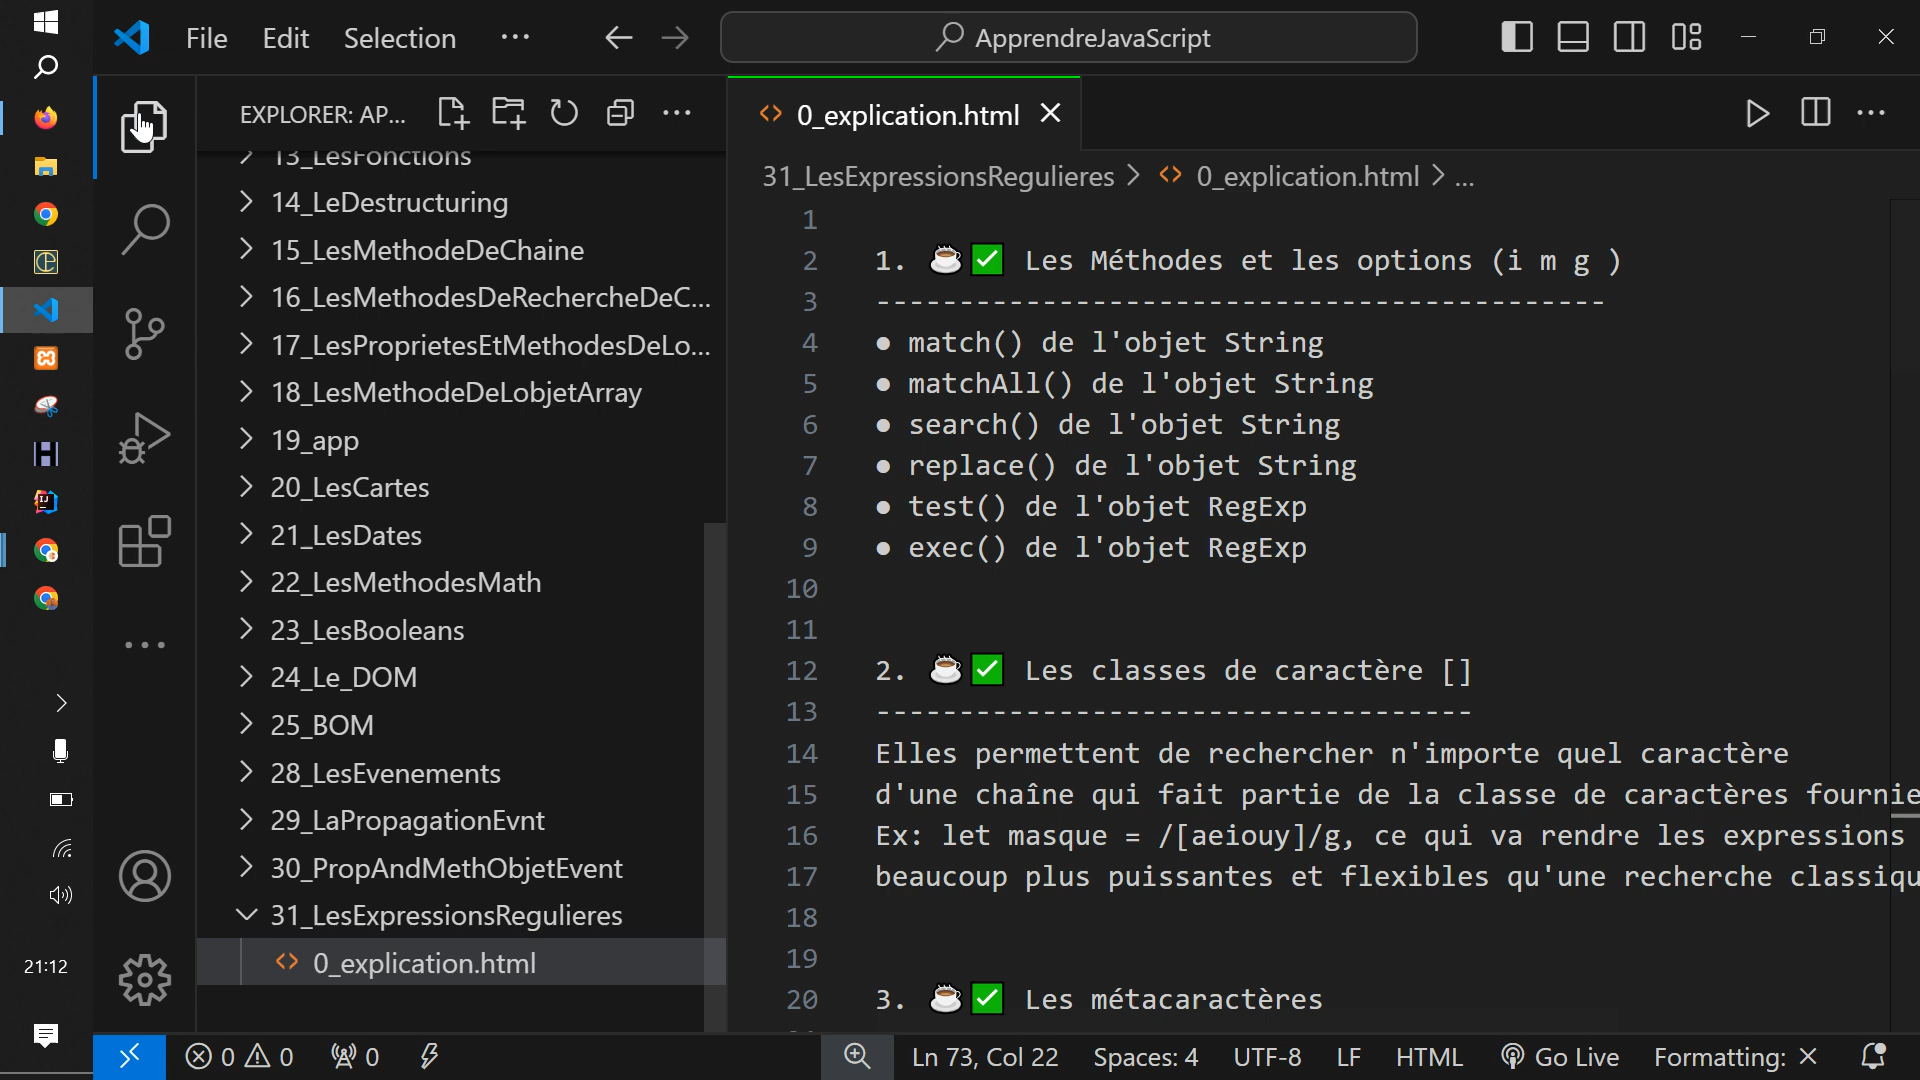 File Edit Selection ··· ApprendreJavaScript
EXPLORER: AP...
13_LesFonctions
14_LeDestructuring
15_LesMethodeDeChaine
16_LesMethodesDeRechercheDeC...
17_LesProprietesEtMethodesDeLo...
18_LesMethodeDeLobjetArray
19_app
20_LesCartes
21_LesDates
22_LesMethodesMath
23_LesBooleans
24_Le_DOM
25_BOM
28_LesEvenements
29_LaPropagationEvnt
30_PropAndMethObjetEvent
31_LesExpressionsRegulieres
0_explication.html
21:12
0_explication.html
31_LesExpressionsRegulieres > 0_explication.html > ...
1
2 1. ☕✅ Les Méthodes et les options (i m g )
3 --------------------------------------------
4 • match() de l'objet String
5 • matchAll() de l'objet String
6 • search() de l'objet String
7 • replace() de l'objet String
8 • test() de l'objet RegExp
9 • exec() de l'objet RegExp
10
11
12 2. ☕✅ Les classes de caractère []
13 ------------------------------------
14 Elles permettent de rechercher n'importe quel caractère
15 d'une chaîne qui fait partie de la classe de caractères fournie
16 Ex: let masque = /[aeiouy]/g, ce qui va rendre les expressions
17 beaucoup plus puissantes et flexibles qu'une recherche classiqu
18
19
20 3. ☕✅ Les métacaractères
0 0 0 Ln 73, Col 22 Spaces: 4 UTF-8 LF HTML Go Live Formatting: ×